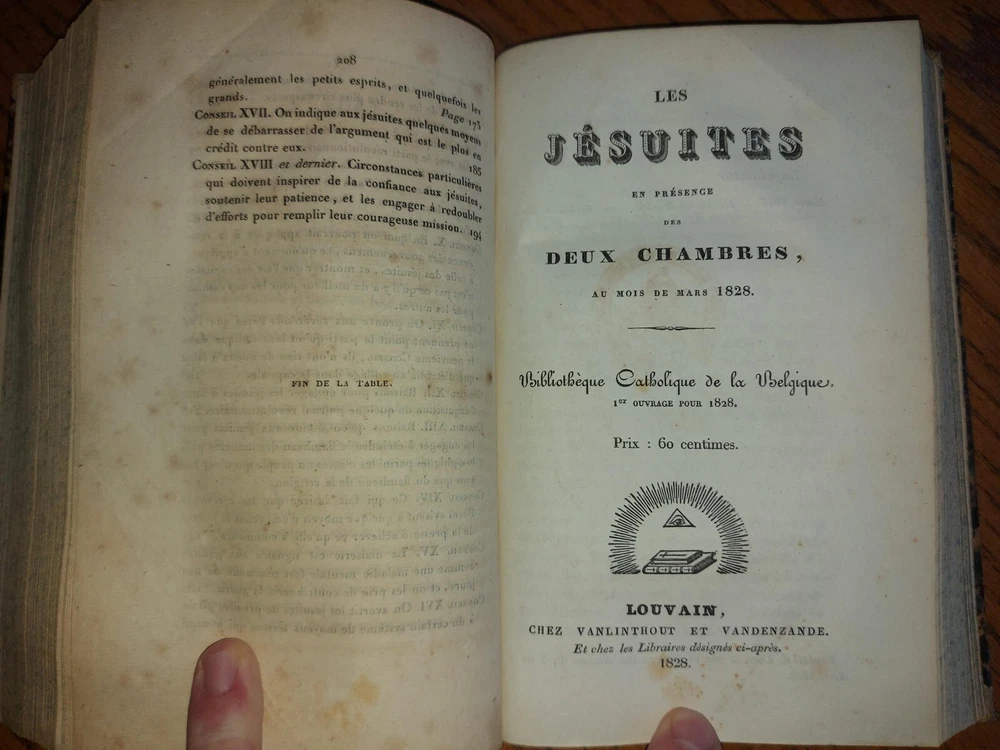 208
généralement les petits esprits, et quelquefois les
grands. Page 175
Conseil XVII. On indique aux jésuites quelques moyens
de se débarrasser de l'argument qui est le plus en
crédit contre eux. 185
Conseil XVIII et dernier. Circonstances particulières
qui doivent inspirer de la confiance aux jésuites,
soutenir leur patience, et les engager à redoubler
d'efforts pour remplir leur courageuse mission. 194
FIN DE LA TABLE.
LES
JÉSUITES
EN PRÉSENCE
DES
DEUX CHAMBRES,
AU MOIS DE MARS 1828.
Bibliothèque Catholique de la Belgique,
1er OUVRAGE POUR 1828.
Prix : 60 centimes.
LOUVAIN,
CHEZ VANLINTHOUT ET VANDENZANDE.
Et chez les Libraires désignés ci-après.
1828.